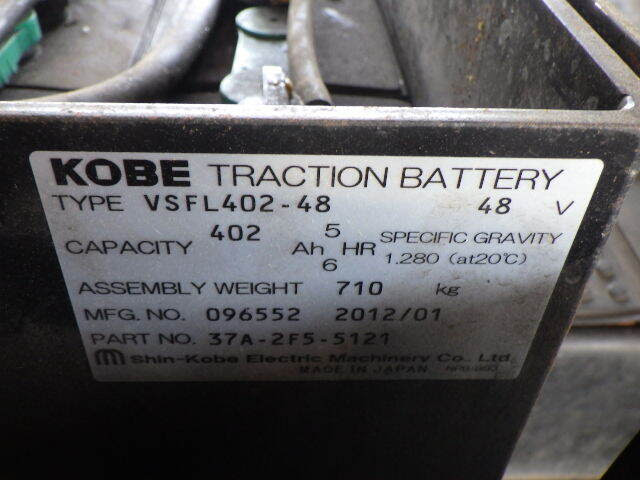 KOBE TRACTION BATTERY
TYPE VSFL402-48 48 V
CAPACITY 402 Ah 5 HR SPECIFIC GRAVITY
6 1.280 (at20℃)
ASSEMBLY WEIGHT 710 kg
MFG. NO. 096552 2012/01
PART NO. 37A-2F5-5121
Shin-Kobe Electric Machinery Co., Ltd.
MADE IN JAPAN